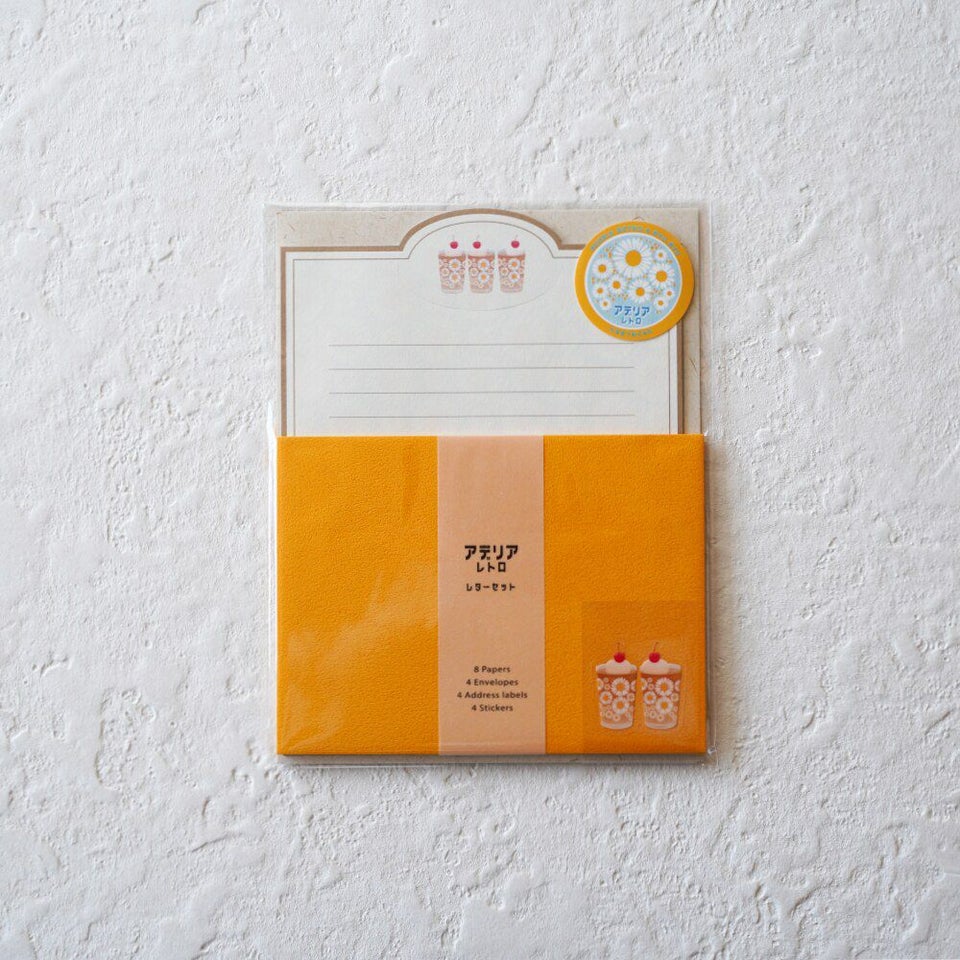 アデリア
レトロ
アデリア
レトロ
レターセット
8 Papers
4 Envelopes
4 Address labels
4 Stickers